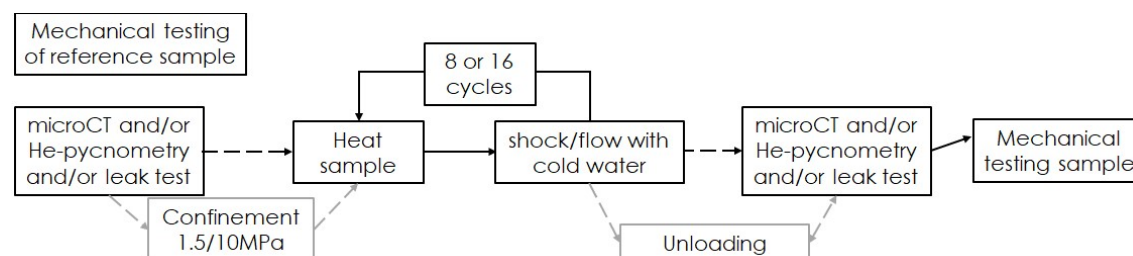 Mechanical testing
of reference sample
8 or 16
cycles
microCT and/or
He-pycnometry
and/or leak test
Heat
sample
shock/flow with
cold water
microCT and/or
He-pycnometry
and/or leak test
Mechanical
testing sample
Confinement
1.5/10MPa
Unloading